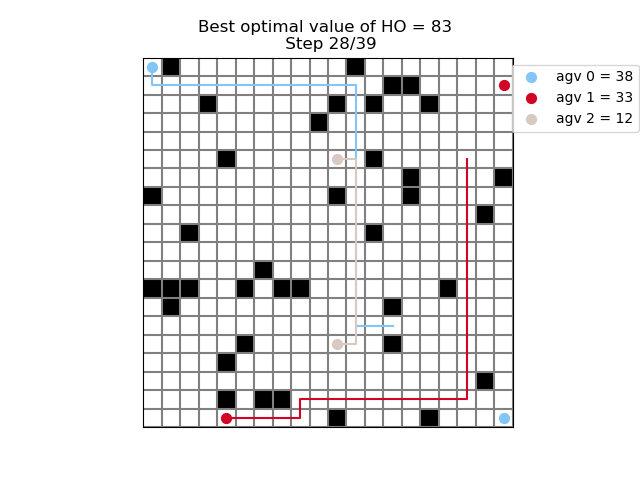 Best optimal value of HO = 83
Step 28/39
agv 0 = 38
agv 1 = 33
agv 2 = 12